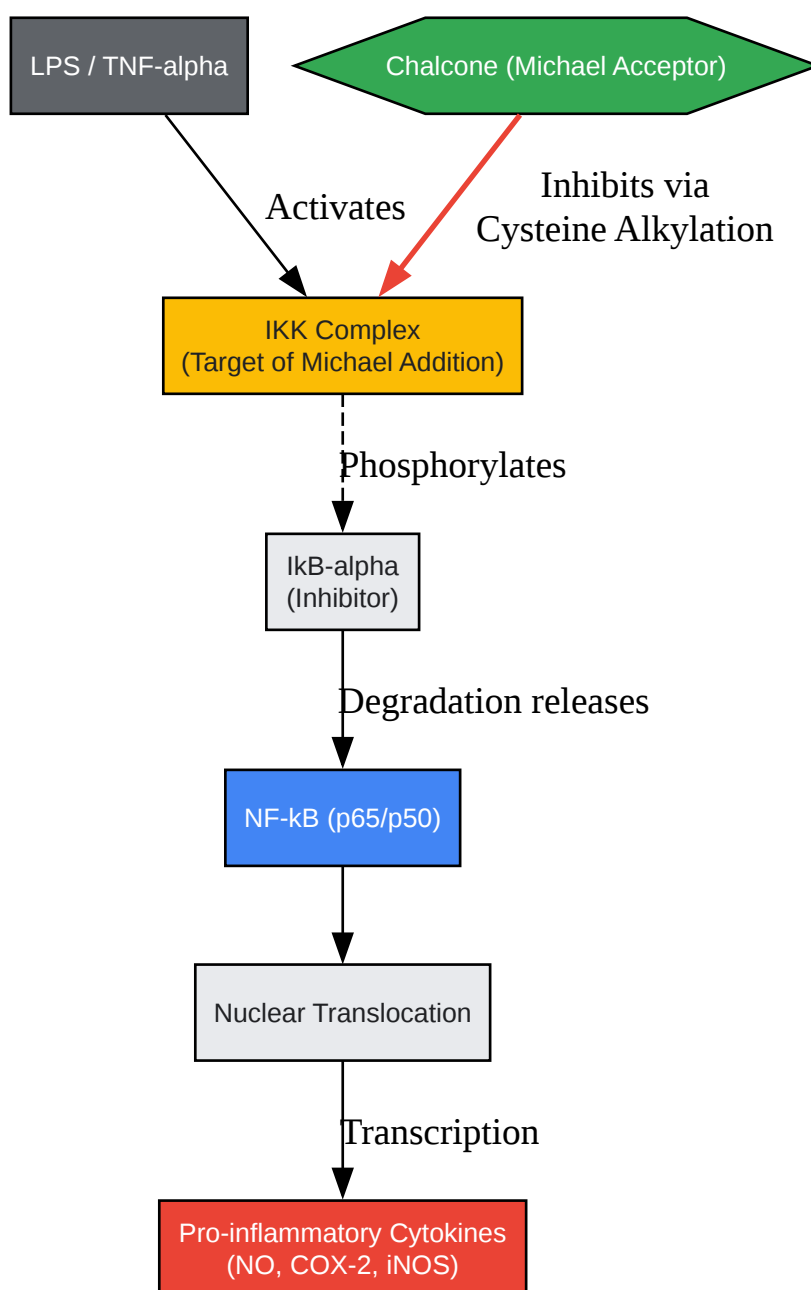 LPS / TNF-alpha
Chalcone (Michael Acceptor)
Activates
Inhibits via
Cysteine Alkylation
IKK Complex
(Target of Michael Addition)
Phosphorylates
IkB-alpha
(Inhibitor)
Degradation releases
NF-kB (p65/p50)
Nuclear Translocation
Transcription
Pro-inflammatory Cytokines
(NO, COX-2, iNOS)